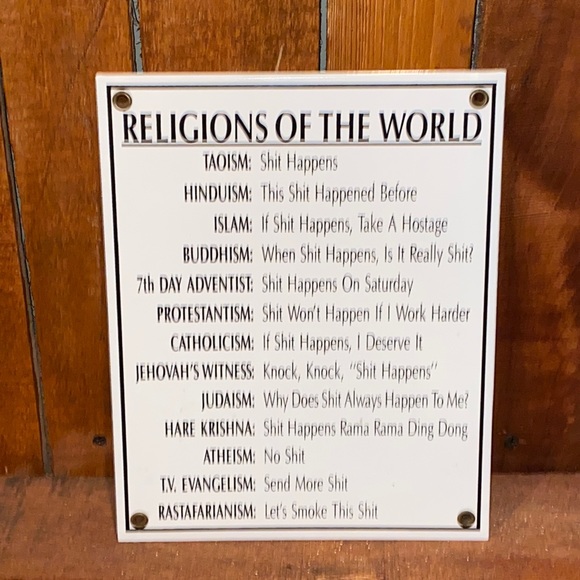 RELIGIONS OF THE WORLD
TAOISM: Shit Happens
HINDUISM: This Shit Happened Before
ISLAM: If Shit Happens, Take A Hostage
BUDDHISM: When Shit Happens, Is It Really Shit?
7th DAY ADVENTIST: Shit Happens On Saturday
PROTESTANTISM: Shit Won't Happen If I Work Harder
CATHOLICISM: If Shit Happens, I Deserve It
JEHOVAH'S WITNESS: Knock, Knock, "Shit Happens"
JUDAISM: Why Does Shit Always Happen To Me?
HARE KRISHNA: Shit Happens Rama Rama Ding Dong
ATHEISM: No Shit
T.V. EVANGELISM: Send More Shit
RASTAFARIANISM: Let's Smoke This Shit